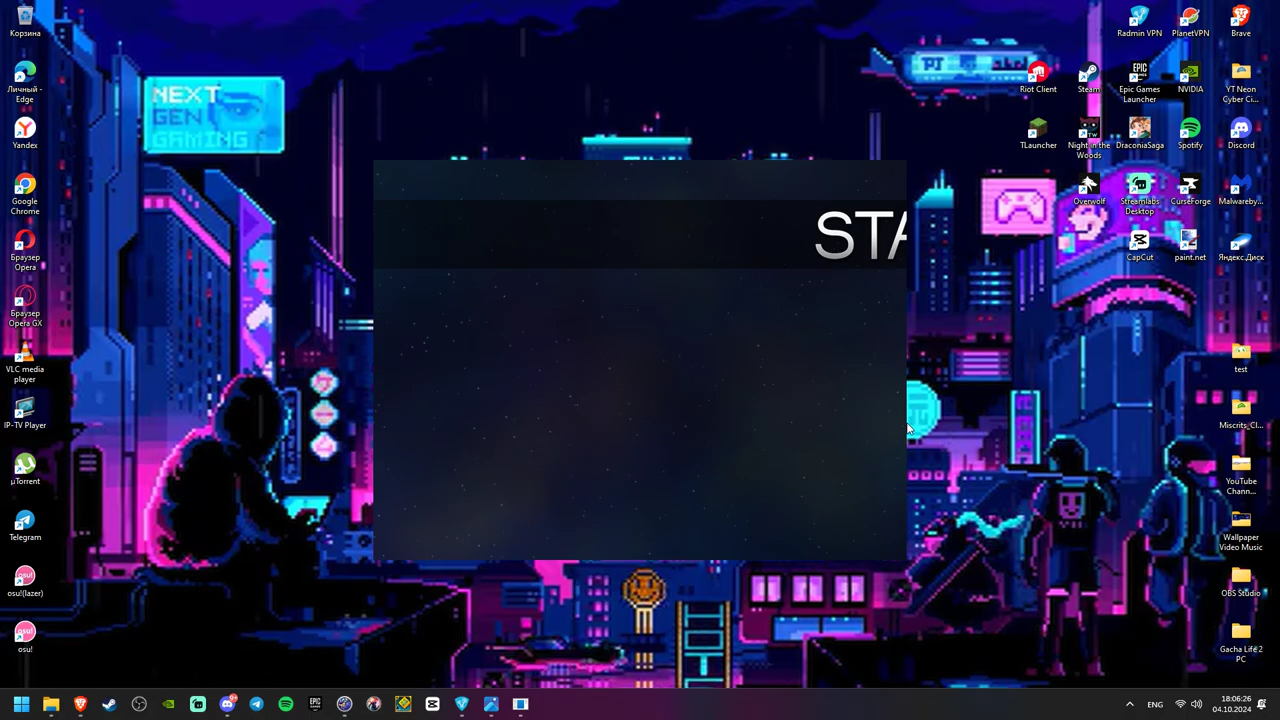 Корзина
Личный -
Edge
Yandex
Google
Chrome
Браузер
Opera
Браузер
Opera GX
VLC media
player
IP-TV Player
µTorrent
Telegram
osu!(lazer)
osu!
NEXT
GEN
GAMING
STA
HOTE
Radmin VPN
PlanetVPN
Brave
Riot Client
Steam
Epic Games
Launcher
NVIDIA
YT Neon
Cyber Ci...
TLauncher
Night in the
Woods
DraconiaSaga
Spotify
Discord
Overwolf
Streamlabs
Desktop
CurseForge
Malwareby...
CapCut
paint.net
Яндекс.Диск
test
Miscrits_Cl...
YouTube
Chann...
Wallpaper
Video Music
OBS Studio
Gacha Life 2
PC
ENG
18:06:26
04.10.2024